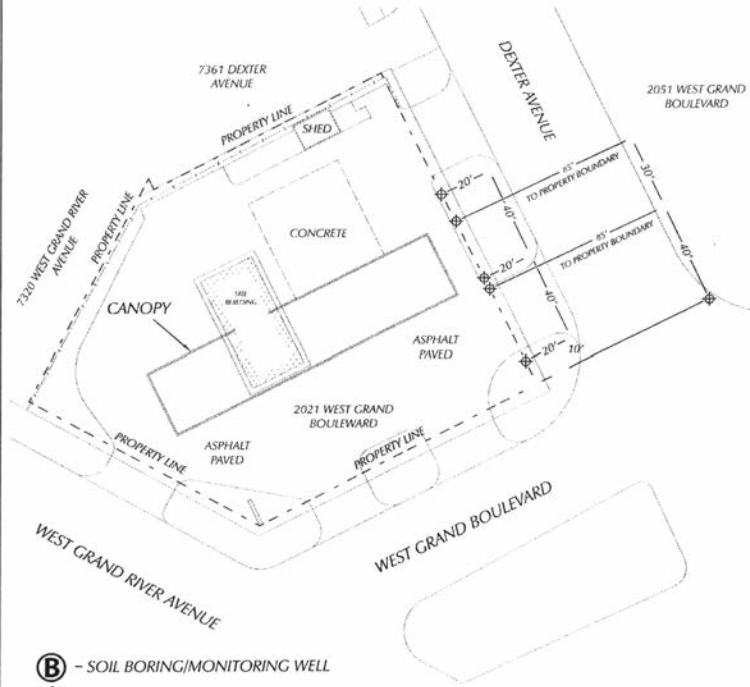 7361 DEXTER
AVENUE
DEXTER AVENUE
2051 WEST GRAND
BOULEVARD
PROPERTY LINE
SHED
85'
TO PROPERTY BOUNDARY
30'
20'
40'
PROPERTY LINE
7320 WEST GRAND RIVER
AVENUE
CONCRETE
85'
TO PROPERTY BOUNDARY
40'
20'
BUILDING
CANOPY
40'
ASPHALT
PAVED
20'
10'
2021 WEST GRAND
BOULEWARD
PROPERTY LINE
ASPHALT
PAVED
PROPERTY LINE
WEST GRAND BOULEVARD
WEST GRAND RIVER AVENUE
B - SOIL BORING/MONITORING WELL